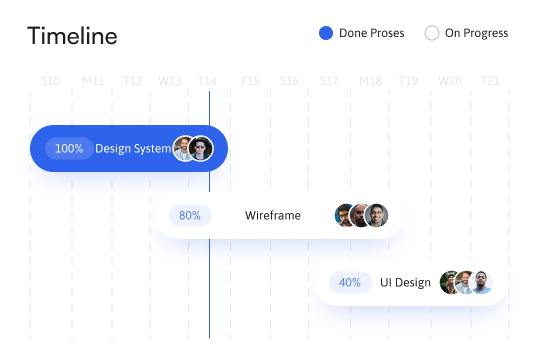 Timeline
Done Proses On Progress
S10 M11 T12 W13 T14 F15 S16 S17 M18 T19 W20 T21
100% Design System
80% Wireframe
40% UI Design